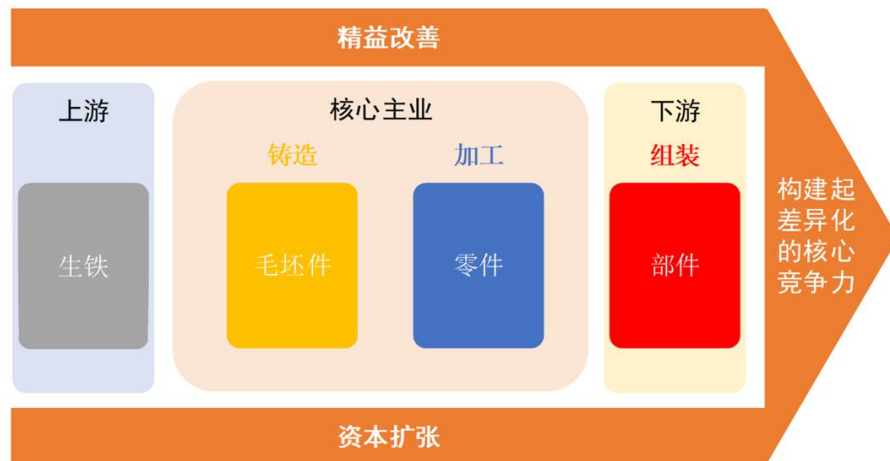 精益改善
上游
核心主业
下游
铸造
加工
组装
生铁
毛坯件
零件
部件
构建起
差异化
的核心
竞争力
资本扩张